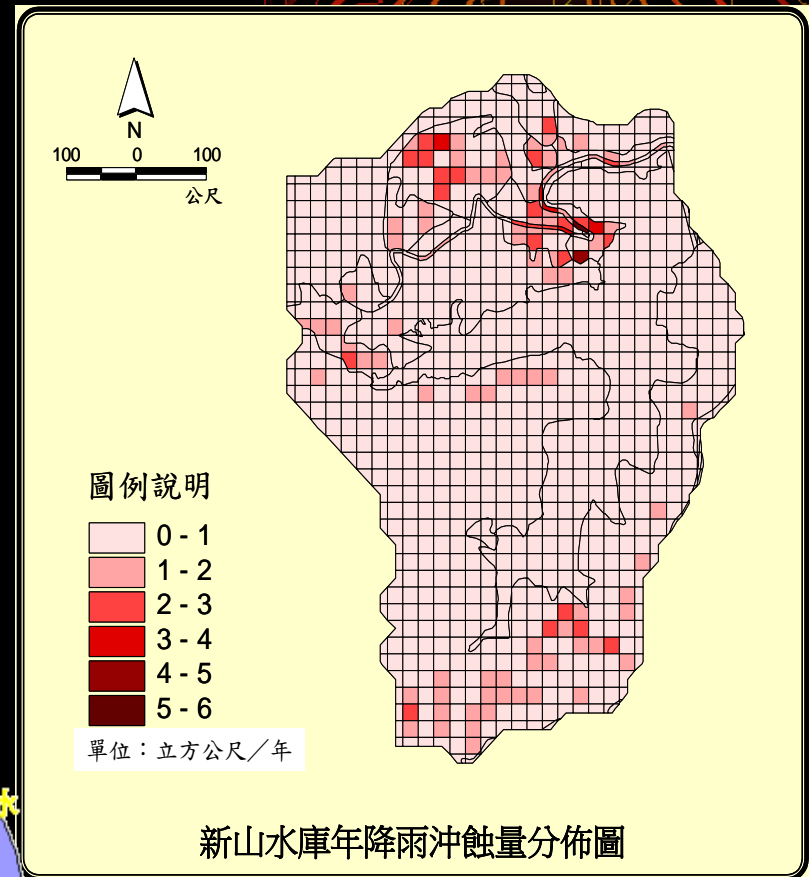 N
100 0 100
公尺
圖例說明
0 - 1
1 - 2
2 - 3
3 - 4
4 - 5
5 - 6
單位：立方公尺／年
新山水庫年降雨沖蝕量分佈圖